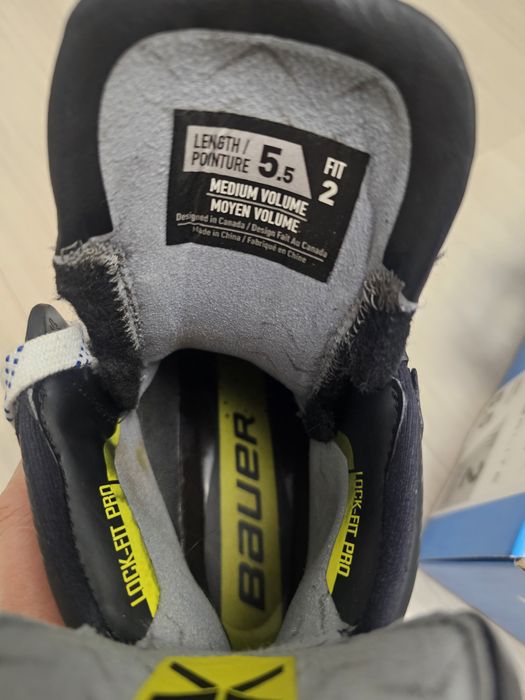 LENGTH /
POINTURE
5.5
FIT
2
MEDIUM VOLUME
MOYEN VOLUME
Designed in Canada / Design Fait Au Canada
Made in China / Fabriqué en Chine
BAUER
LOCK-FIT PRO
LOCK-FIT PRO